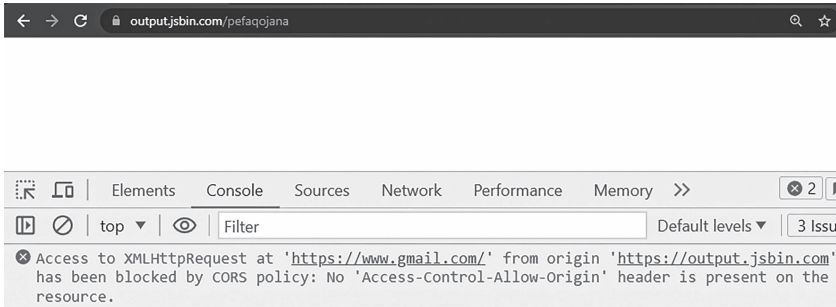 output.jsbin.com/pefaqojana
Elements Console Sources Network Performance Memory
2
top Filter Default levels 3 Issu
Access to XMLHttpRequest at 'https://www.gmail.com/' from origin 'https://output.jsbin.com'
has been blocked by CORS policy: No 'Access-Control-Allow-Origin' header is present on the
resource.